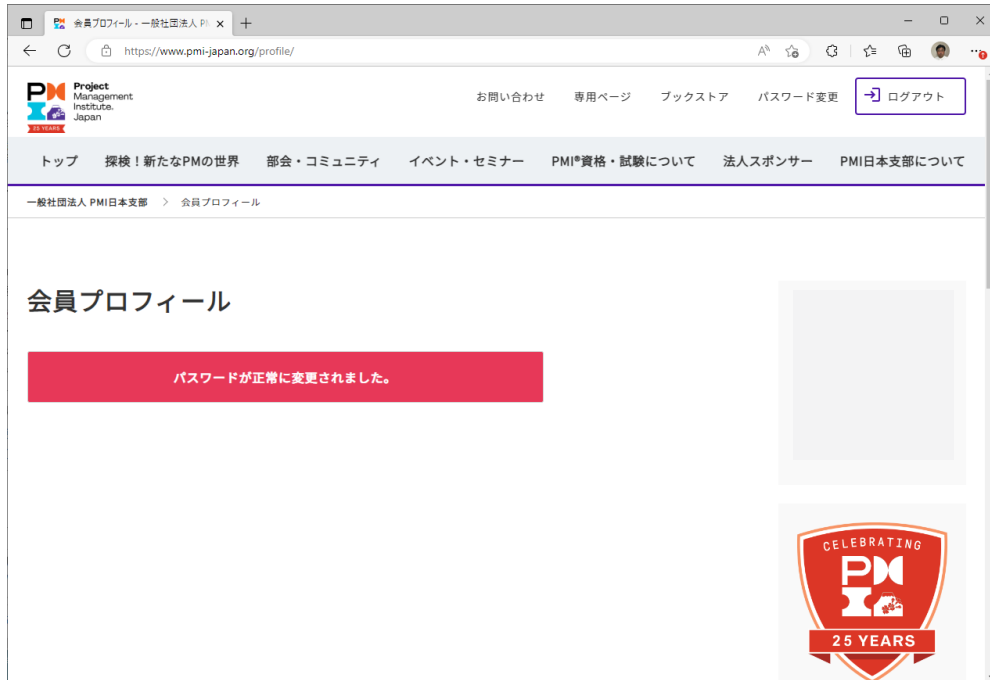 会員プロフィール - 一般社団法人 PM
https://www.pmi-japan.org/profile/
Project
Management
Institute.
Japan
25 YEARS
お問い合わせ 専用ページ ブックストア パスワード変更 ログアウト
トップ 探検！新たなPMの世界 部会・コミュニティ イベント・セミナー PMI®資格・試験について 法人スポンサー PMI日本支部について
一般社団法人 PMI日本支部 > 会員プロフィール
会員プロフィール
パスワードが正常に変更されました。
CELEBRATING
PMI
25 YEARS